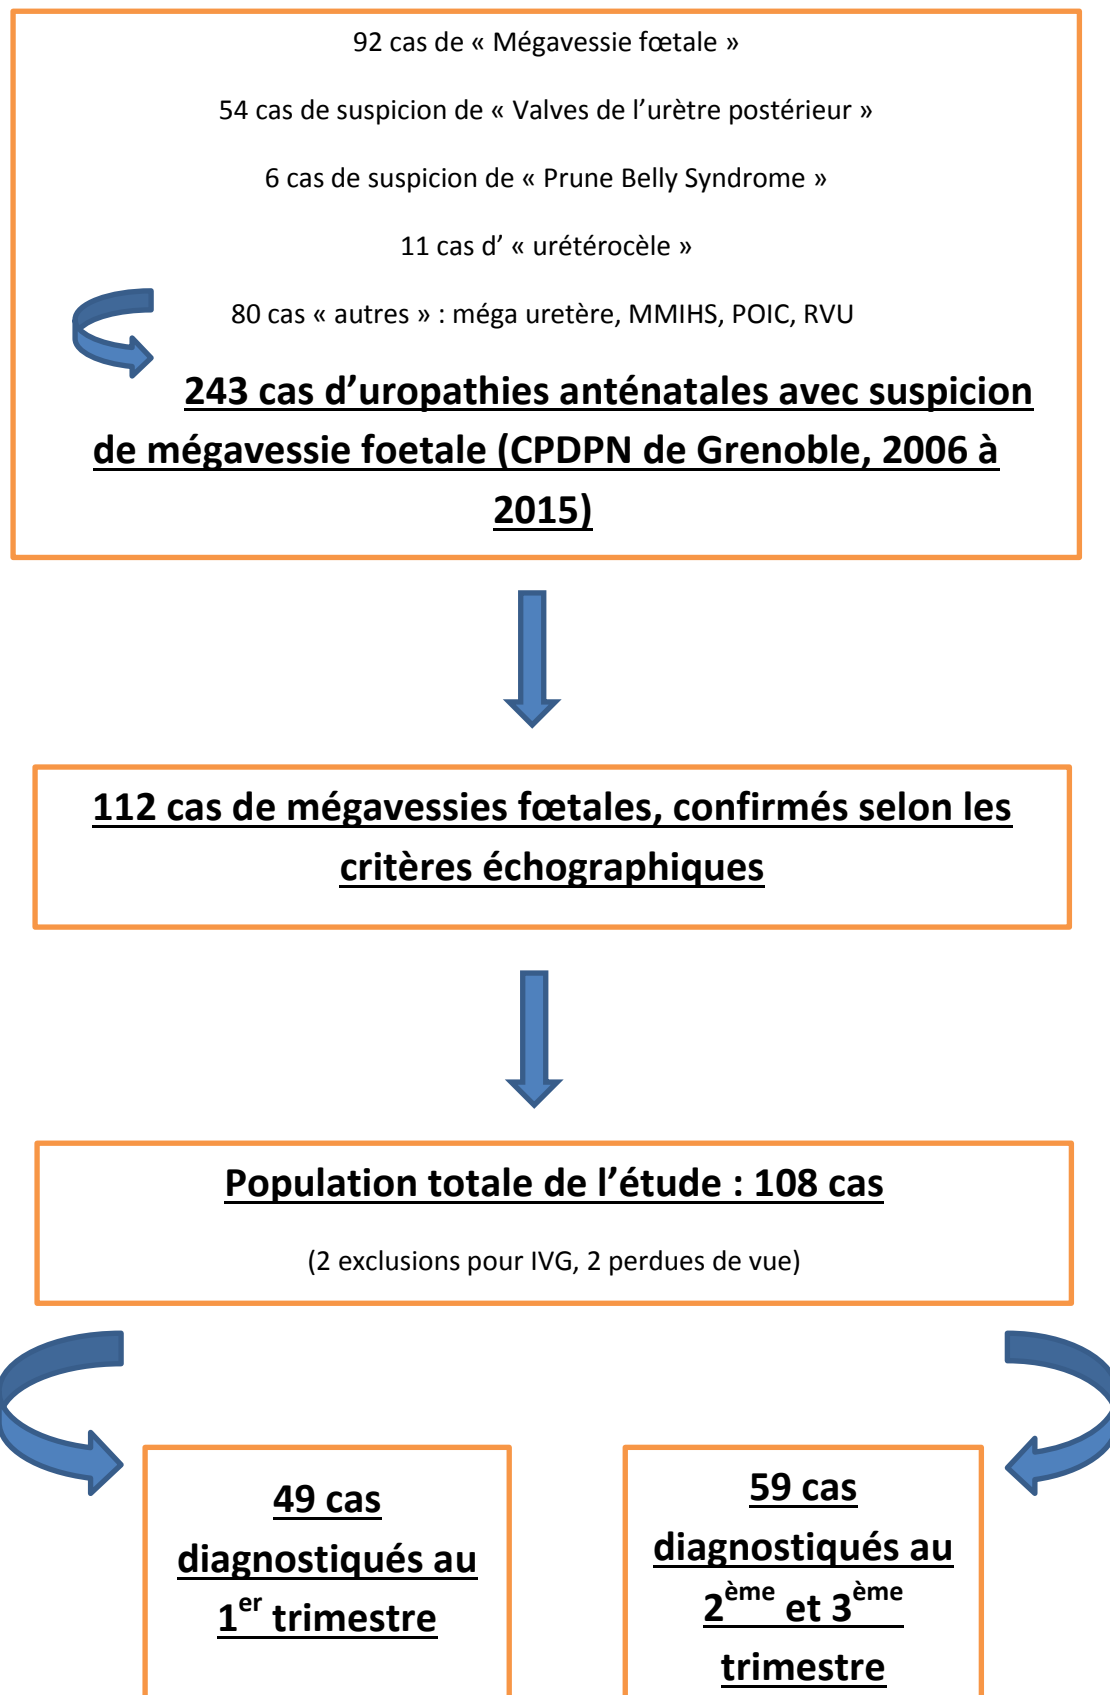 92 cas de « Mégavessie fœtale »
54 cas de suspicion de « Valves de l’urètre postérieur »
6 cas de suspicion de « Prune Belly Syndrome »
11 cas d’ « urétérocèle »
80 cas « autres » : méga uretère, MMIHS, POIC, RVU
243 cas d’uropathies anténatales avec suspicion
de mégavessie foetale (CPDPN de Grenoble, 2006 à
2015)
112 cas de mégavessies fœtales, confirmés selon les
critères échographiques
Population totale de l’étude : 108 cas
(2 exclusions pour IVG, 2 perdues de vue)
49 cas
diagnostiqués au
1er trimestre
59 cas
diagnostiqués au
2ème et 3ème
trimestre